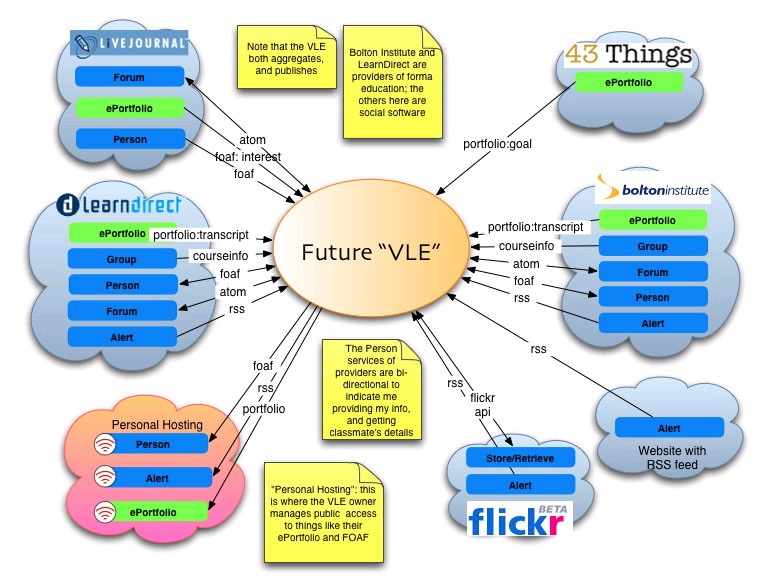 LiVEJOURNAL
Forum
ePortfolio
Person
Note that the VLE
both aggregates,
and publishes
Bolton Institute and
LearnDirect are
providers of forma
education; the
others here are
social software
43 Things
ePortfolio
atom
foaf: interest
foaf
portfolio:goal
learndirect
ePortfolio
portfolio:transcript
Group
courseinfo
Person
foaf
Forum
atom
Alert
rss
Future “VLE”
boltoninstitute
portfolio:transcript
ePortfolio
courseinfo
Group
atom
Forum
foaf
Person
rss
Alert
foaf
rss
portfolio
Personal Hosting
Person
Alert
ePortfolio
The Person
services of
providers are bi-
directional to
indicate me
providing my info,
and getting
classmate's details
"Personal Hosting": this
is where the VLE owner
manages public access
to things like their
ePortfolio and FOAF
rss
flickr
api
Store/Retrieve
Alert
flickr
BETA
rss
Alert
Website with
RSS feed